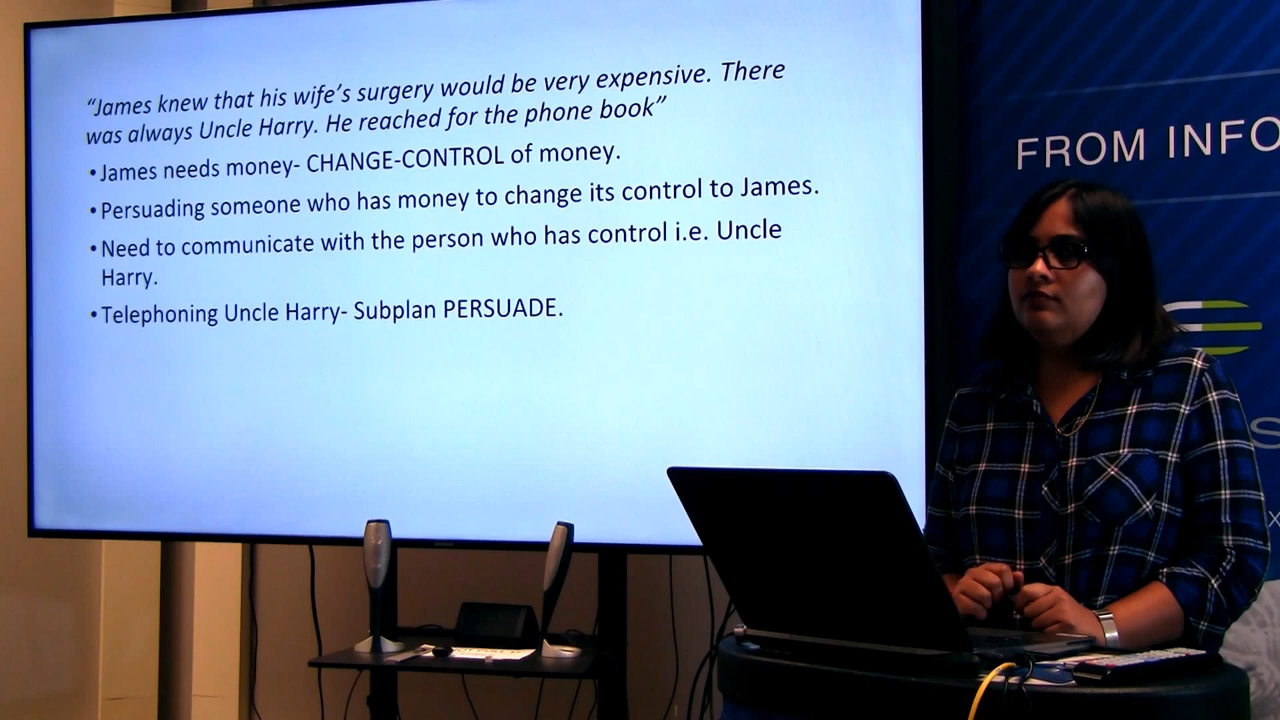 “James knew that his wife’s surgery would be very expensive. There
was always Uncle Harry. He reached for the phone book”
•James needs money- CHANGE-CONTROL of money.
•Persuading someone who has money to change its control to James.
•Need to communicate with the person who has control i.e. Uncle
Harry.
•Telephoning Uncle Harry- Subplan PERSUADE.
FROM INFO